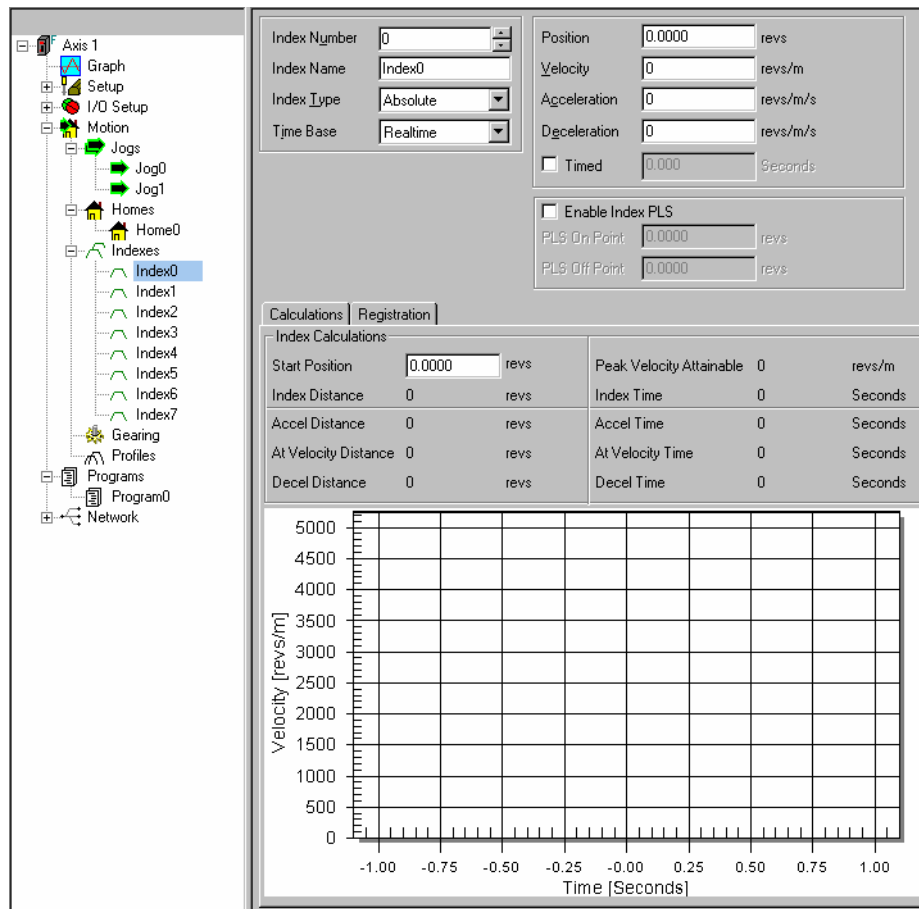 Axis 1
Graph
Setup
I/O Setup
Motion
Jogs
Jog0
Jog1
Homes
Home0
Indexes
Index0
Index1
Index2
Index3
Index4
Index5
Index6
Index7
Gearing
Profiles
Programs
Program0
Network
Index Number 0
Index Name Index0
Index Type Absolute
Time Base Realtime
Position 0.0000 revs
Velocity 0 revs/m
Acceleration 0 revs/m/s
Deceleration 0 revs/m/s
Timed 0.000 Seconds
Enable Index PLS
PLS On Point 0.0000 revs
PLS Off Point 0.0000 revs
Calculations Registration
Index Calculations
Start Position 0.0000 revs Peak Velocity Attainable 0 revs/m
Index Distance 0 revs Index Time 0 Seconds
Accel Distance 0 revs Accel Time 0 Seconds
At Velocity Distance 0 revs At Velocity Time 0 Seconds
Decel Distance 0 revs Decel Time 0 Seconds
Velocity [revs/m]
5000
4500
4000
3500
3000
2500
2000
1500
1000
500
0
-1.00 -0.75 -0.50 -0.25 -0.00 0.25 0.50 0.75 1.00
Time [Seconds]